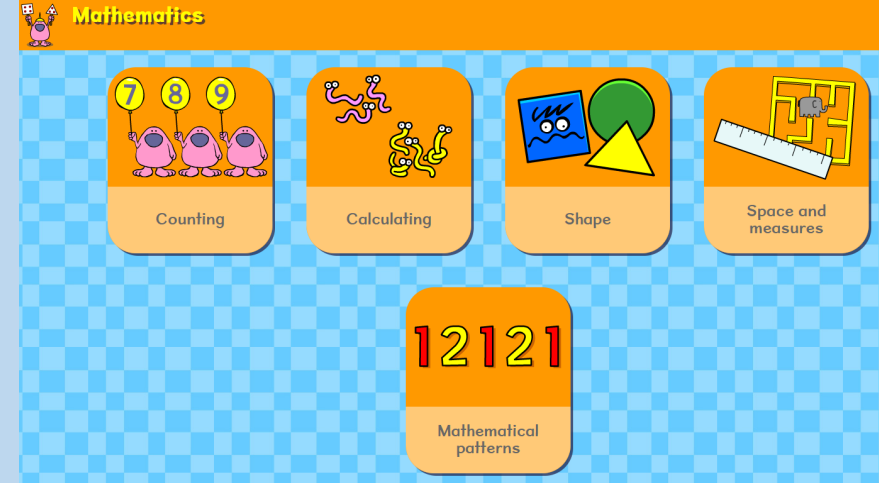 Mathematics
7 8 9
Counting
Calculating
Shape
Space and
measures
12121
Mathematical
patterns